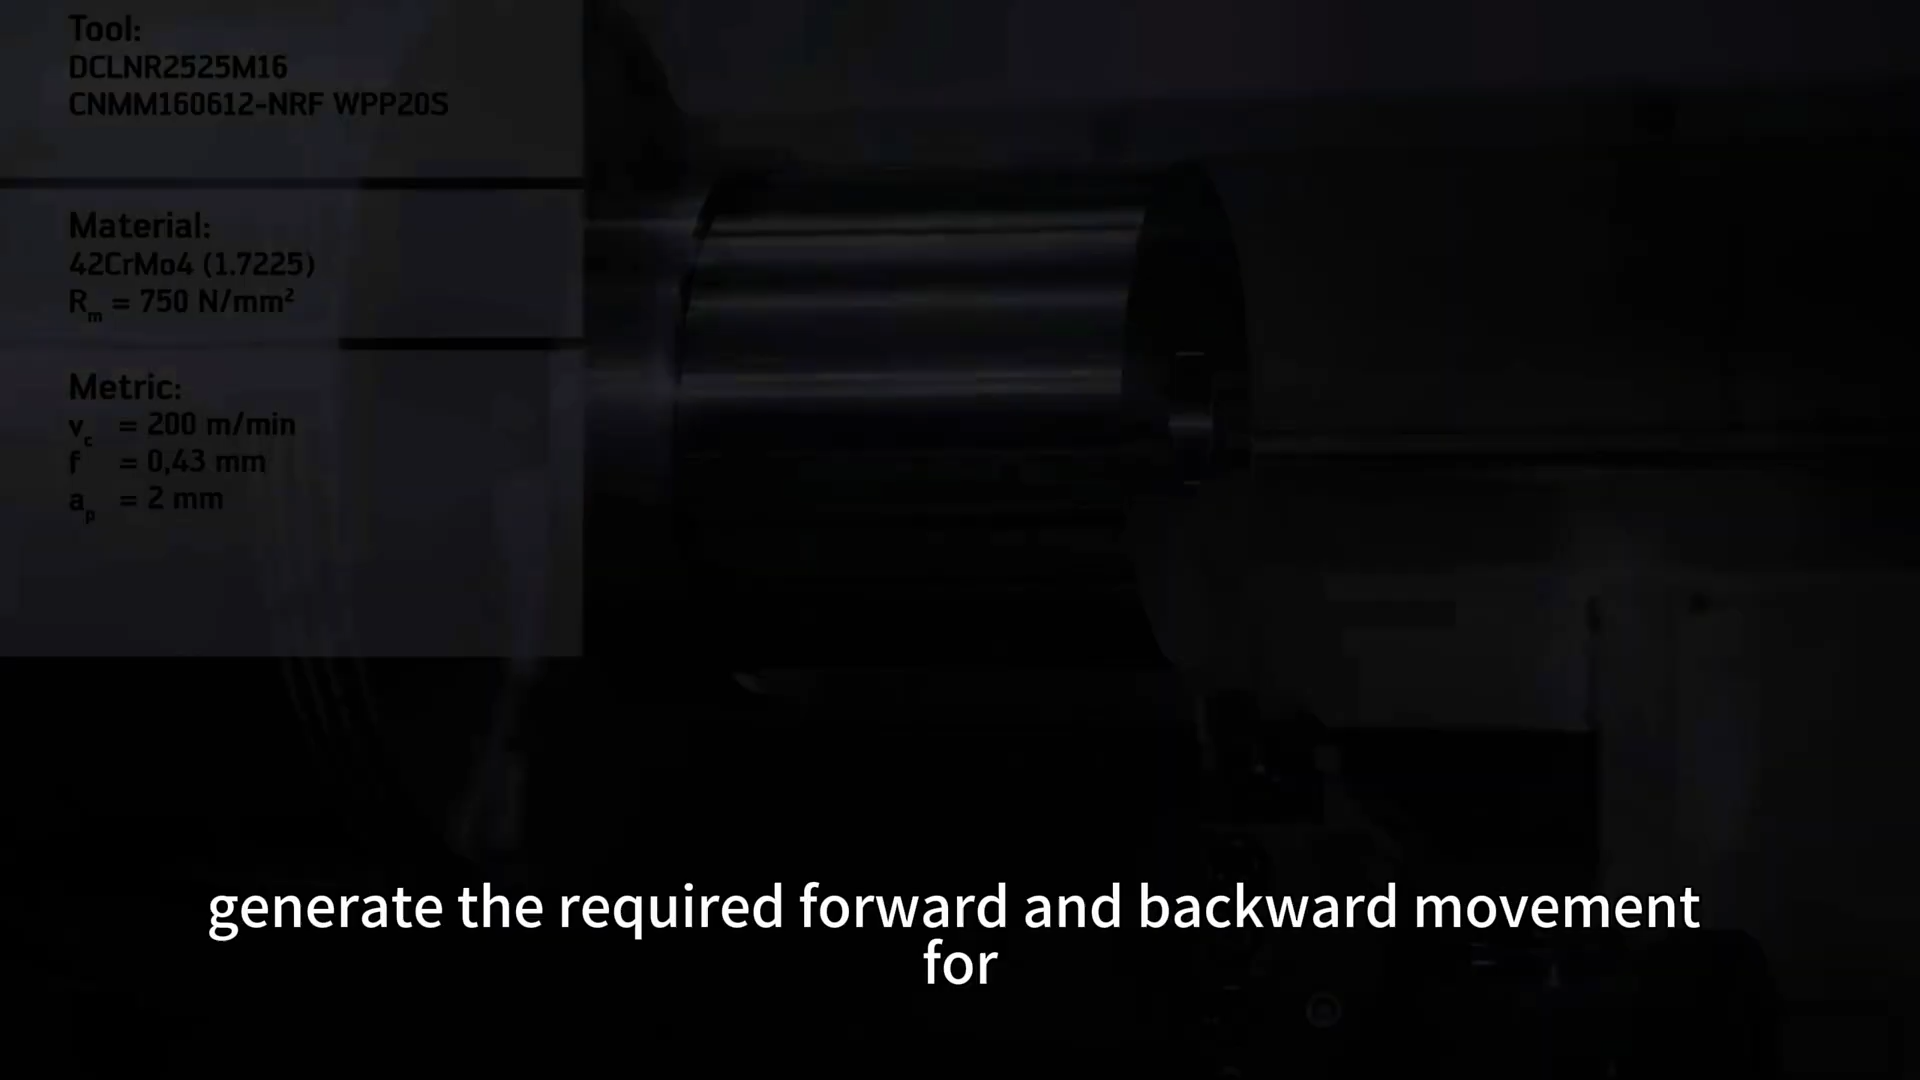 Tool:
DCLNR2525M16
CNMM160612-NRF WPP20S
Material:
42CrMo4 (1.7225)
Rm = 750 N/mm²
Metric:
vc = 200 m/min
f = 0,43 mm
ap = 2 mm
generate the required forward and backward movement
for